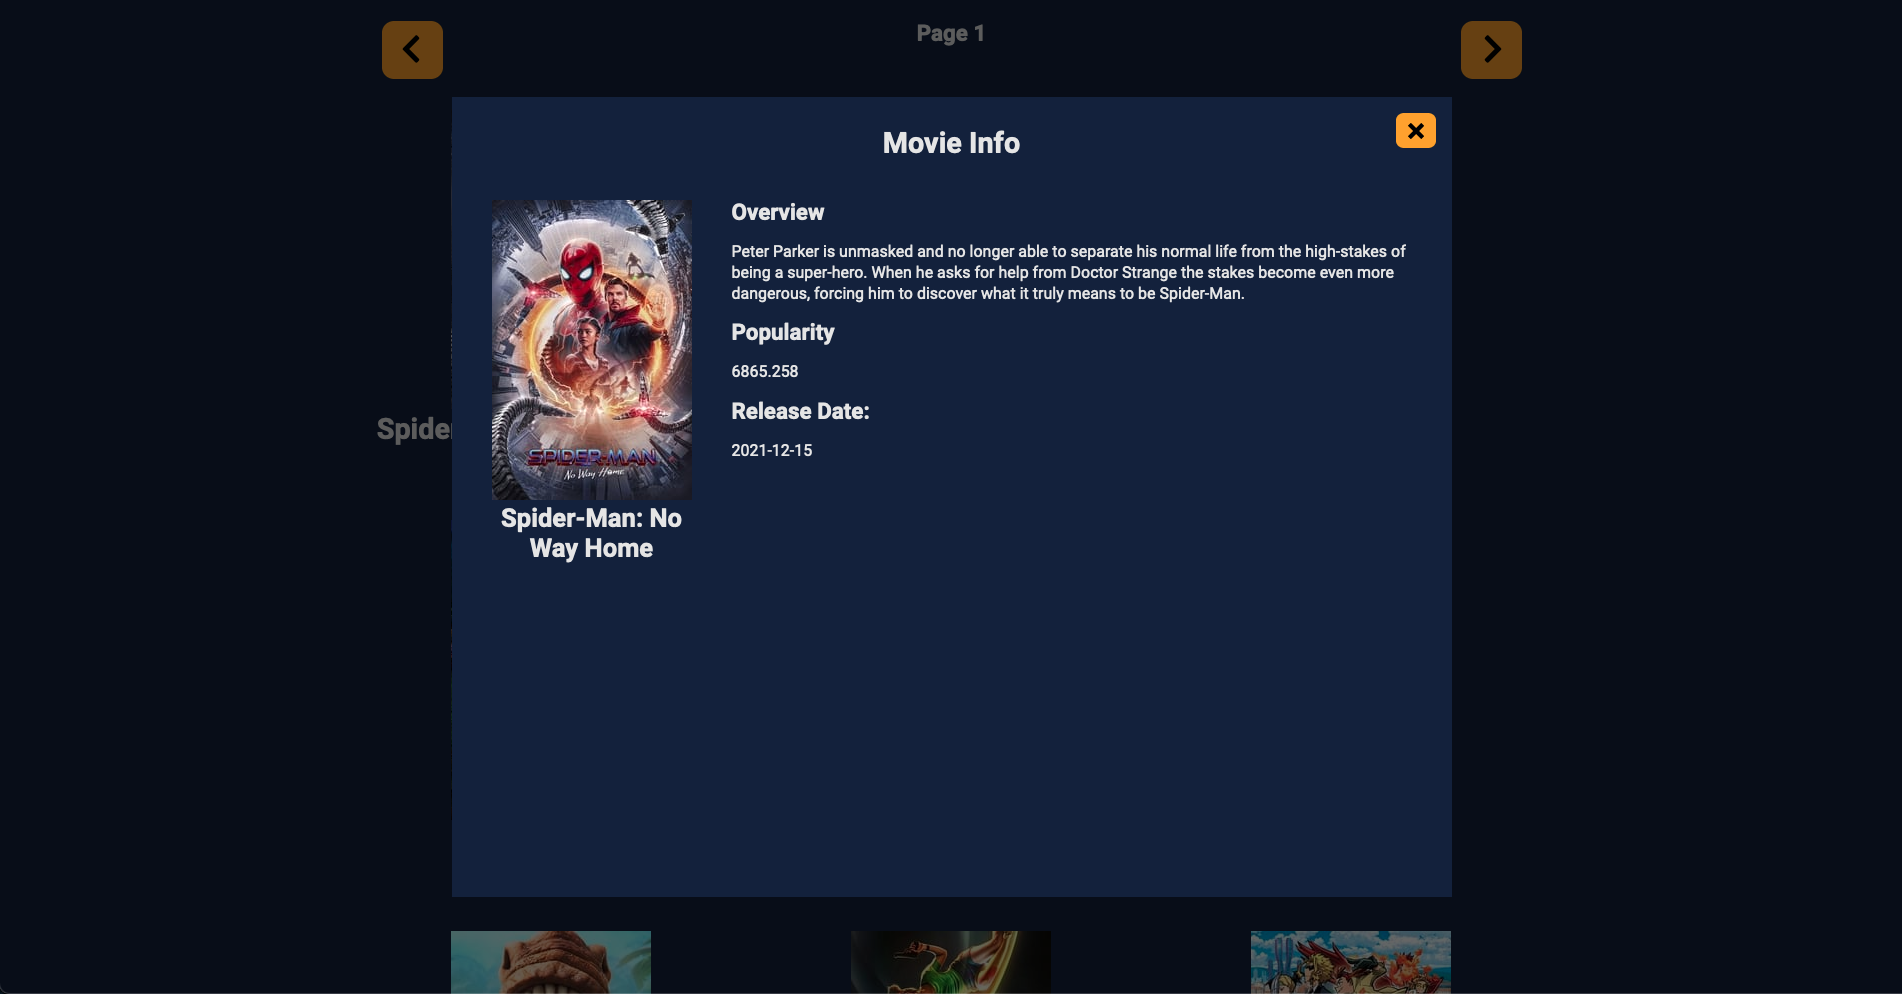 Page 1
Movie Info
Overview
Peter Parker is unmasked and no longer able to separate his normal life from the high-stakes of
being a super-hero. When he asks for help from Doctor Strange the stakes become even more
dangerous, forcing him to discover what it truly means to be Spider-Man.
Popularity
6865.258
Release Date:
2021-12-15
Spider
SPIDER-MAN
No Way Home
Spider-Man: No
Way Home